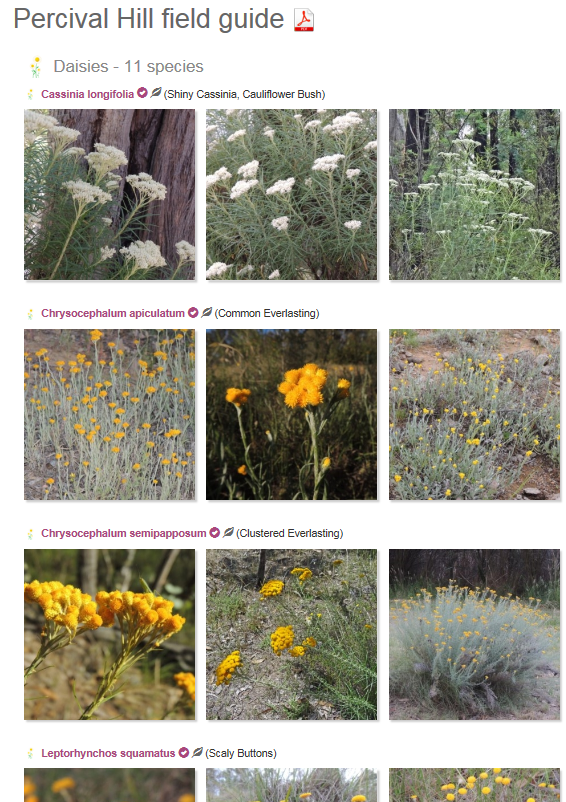 Percival Hill field guide
Daisies - 11 species
Cassinia longifolia (Shiny Cassinia, Cauliflower Bush)
Chrysocephalum apiculatum (Common Everlasting)
Chrysocephalum semipapposum (Clustered Everlasting)
Leptorhynchos squamatus (Scaly Buttons)